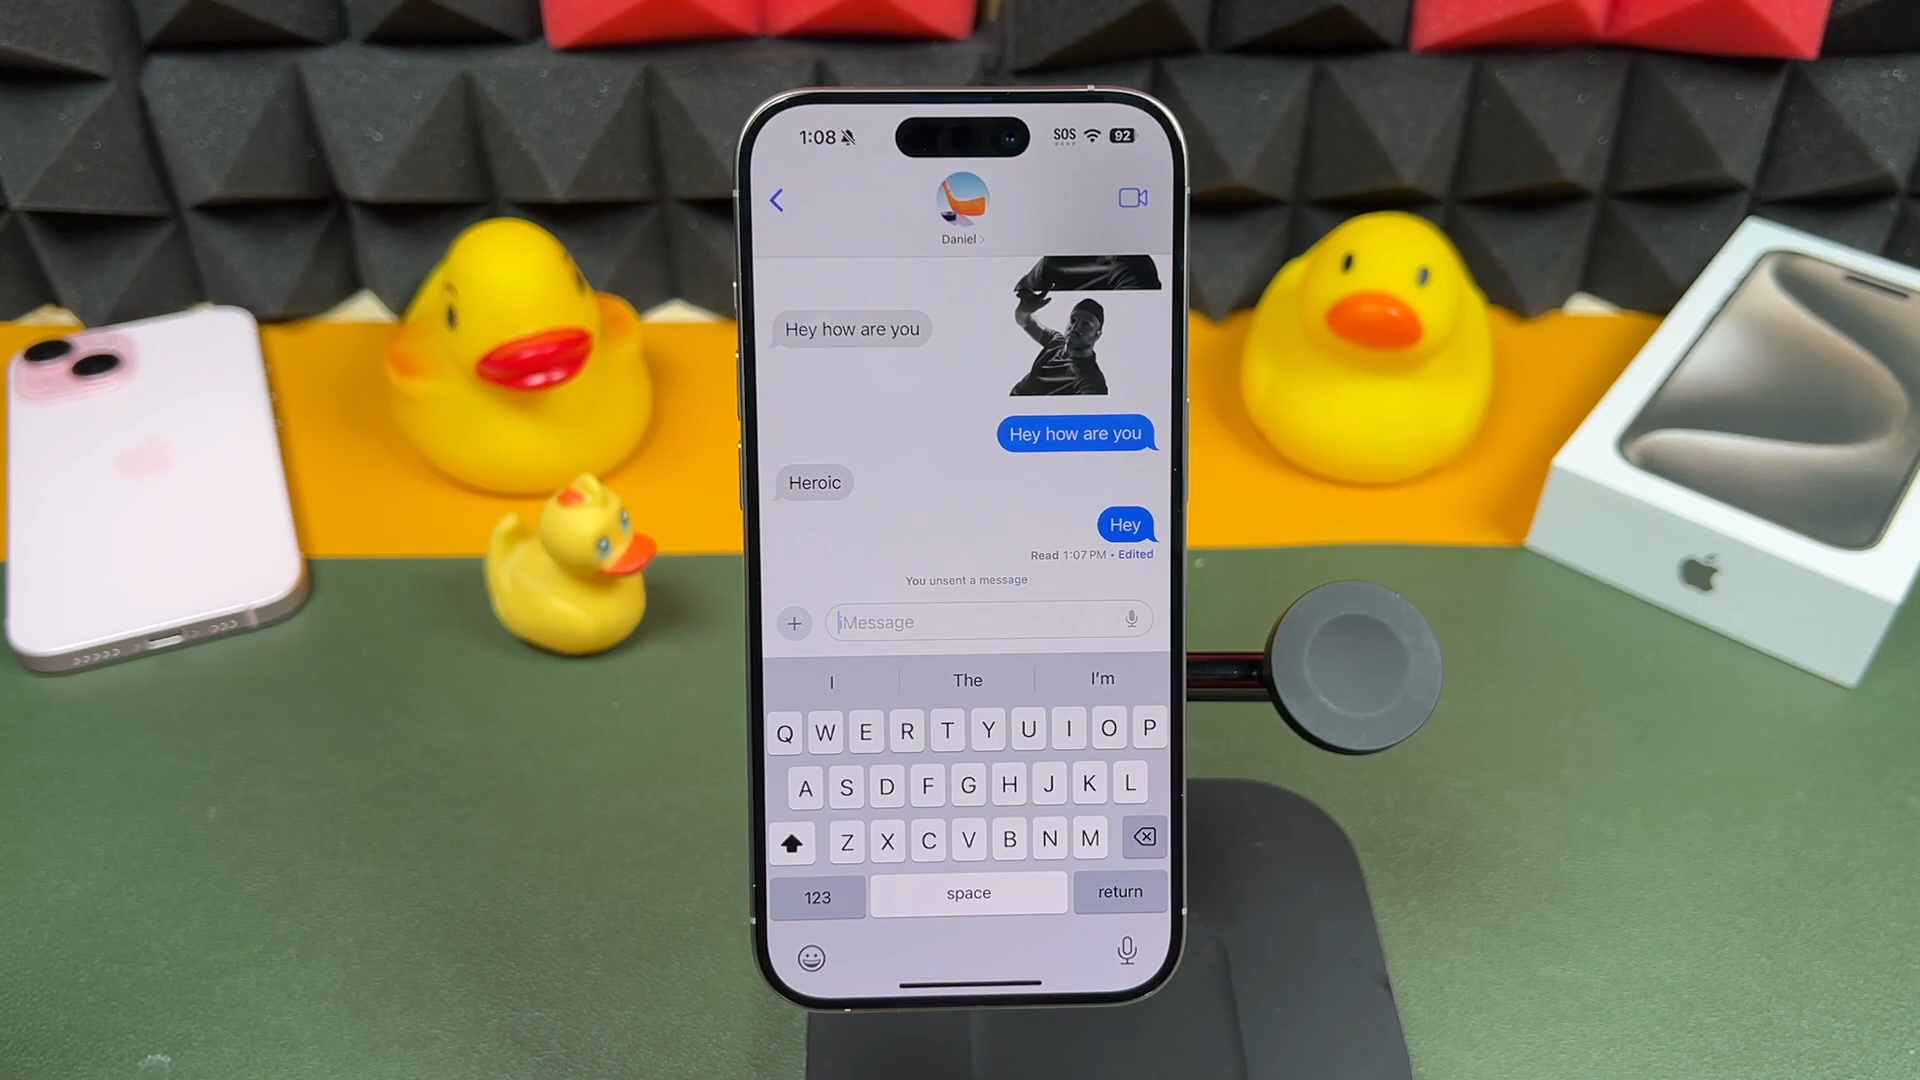 1:08
SOS
92
Daniel
Hey how are you
Hey how are you
Heroic
Hey
Read 1:07 PM • Edited
You unsent a message
iMessage
I The I'm
Q W E R T Y U I O P
A S D F G H J K L
Z X C V B N M
123 space return